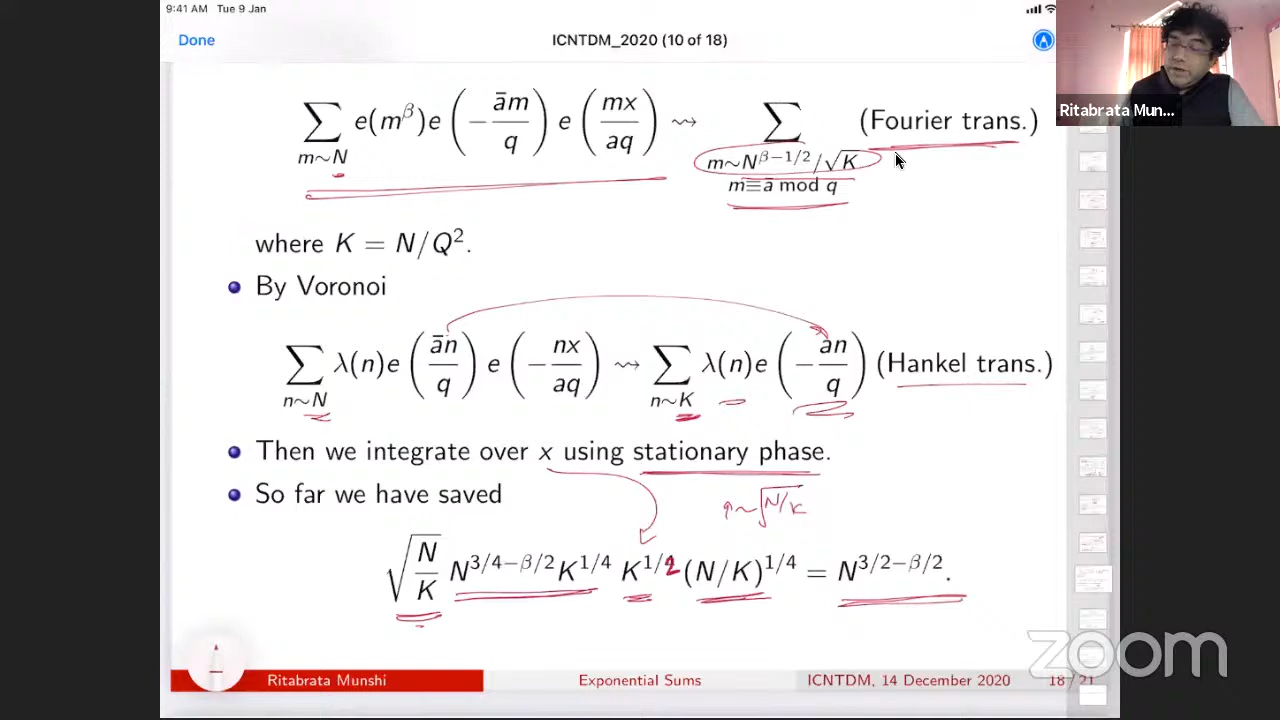 9:41 AM Tue 9 Jan
Done
ICNTDM_2020 (10 of 18)
Ritabrata Muns...
∑_{m∼N} e(m^β) e(−ām/q) e(mx/aq) ⇝ ∑_{m∼N^{β−1/2}/√K, m≡ā mod q} (Fourier trans.)
where K = N/Q².
By Voronoi
∑_{n∼N} λ(n)e(ān/q) e(−nx/aq) ⇝ ∑_{n∼K} λ(n)e(−an/q) (Hankel trans.)
Then we integrate over x using stationary phase.
So far we have saved
q∼√N/K
√(N/K) N^{3/4−β/2}K^{1/4} K^{1/2}(N/K)^{1/4} = N^{3/2−β/2}.
zoom
Ritabrata Munshi
Exponential Sums
ICNTDM, 14 December 2020
18 / 21